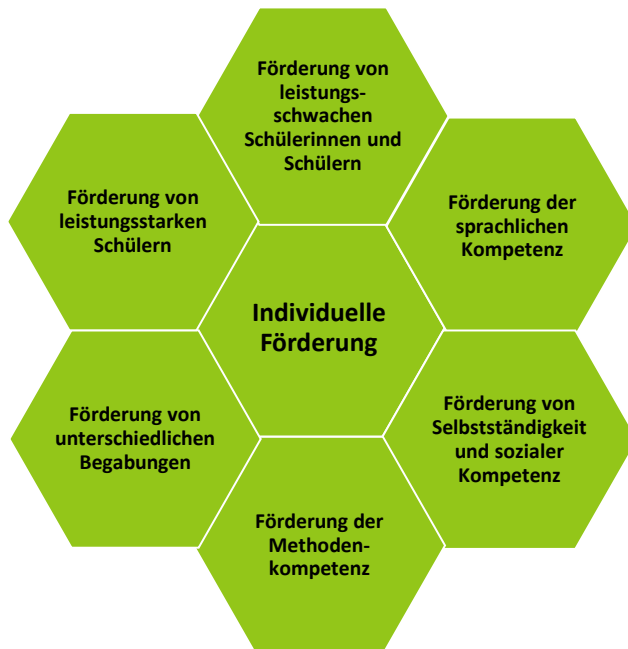 Förderung von
leistungs-
schwachen
Schülerinnen und
Schülern
Förderung von
leistungsstarken
Schülern
Förderung der
sprachlichen
Kompetenz
Individuelle
Förderung
Förderung von
unterschiedlichen
Begabungen
Förderung von
Selbstständigkeit
und sozialer
Kompetenz
Förderung der
Methoden-
kompetenz